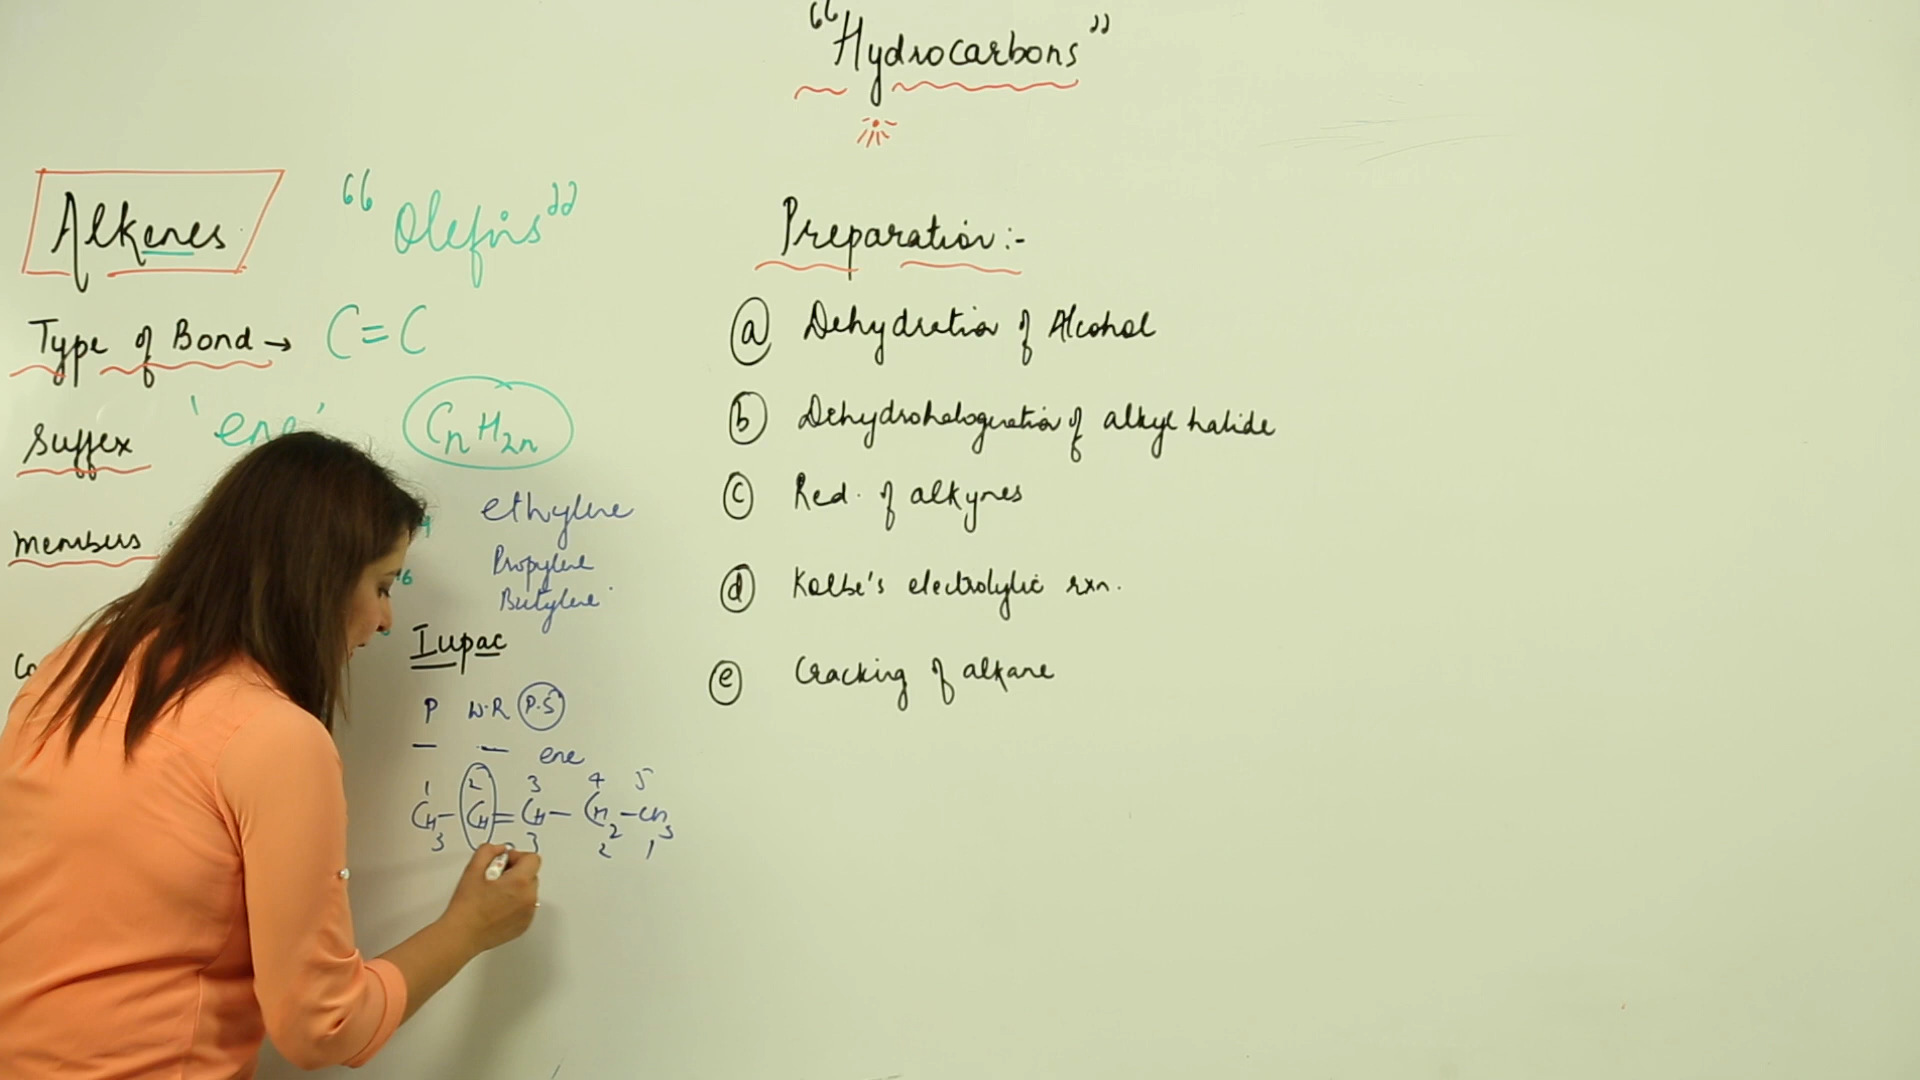 "Hydrocarbons"
Alkenes "Olefins"
Type of Bond → C=C
Suffex 'ene' CnH2n
Members
ethylene
Propylene
Butylene
Iupac
P W.R P.S
— — ene
1 2 3 4 5
CH3-CH=CH-CH2-CH3
3 2 1
Preparation:-
(a) Dehydration of Alcohol
(b) Dehydrohalogenation of alkyl halide
(c) Red. of alkynes
(d) Kolbe's electrolytic rxn.
(e) Cracking of alkane